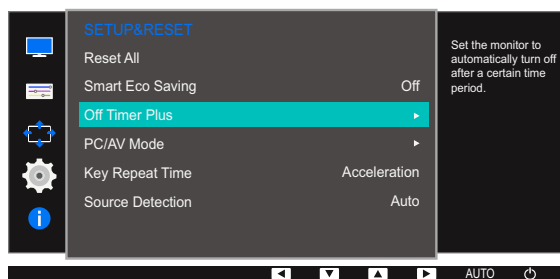 SETUP&RESET
Reset All
Smart Eco Saving Off
Off Timer Plus
PC/AV Mode
Key Repeat Time Acceleration
Source Detection Auto
Set the monitor to
automatically turn off
after a certain time
period.
AUTO